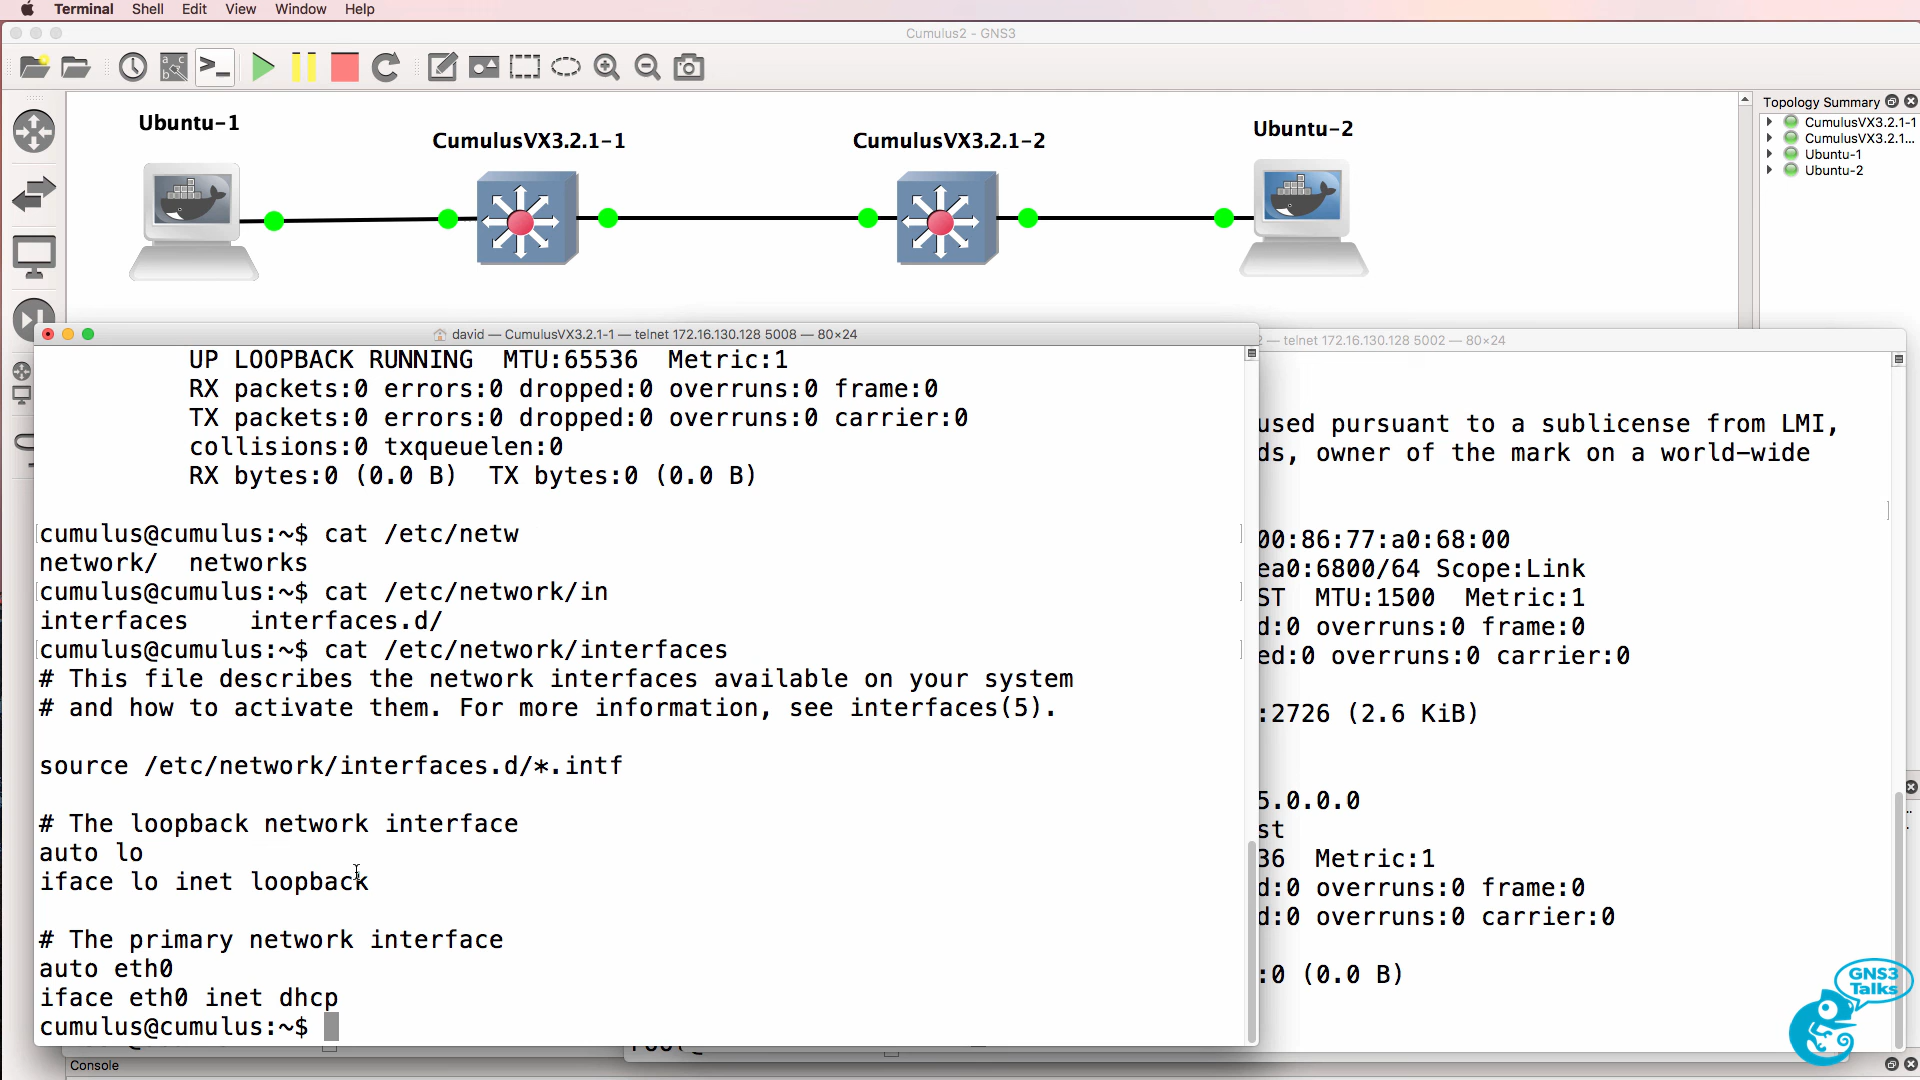 Terminal Shell Edit View Window Help
Cumulus2 - GNS3
Ubuntu-1
CumulusVX3.2.1-1
CumulusVX3.2.1-2
Ubuntu-2
Topology Summary
CumulusVX3.2.1-1
CumulusVX3.2.1...
Ubuntu-1
Ubuntu-2
david — CumulusVX3.2.1-1 — telnet 172.16.130.128 5008 — 80×24
UP LOOPBACK RUNNING MTU:65536 Metric:1
RX packets:0 errors:0 dropped:0 overruns:0 frame:0
TX packets:0 errors:0 dropped:0 overruns:0 carrier:0
collisions:0 txqueuelen:0
RX bytes:0 (0.0 B) TX bytes:0 (0.0 B)
cumulus@cumulus:~$ cat /etc/netw
network/ networks
cumulus@cumulus:~$ cat /etc/network/in
interfaces interfaces.d/
cumulus@cumulus:~$ cat /etc/network/interfaces
# This file describes the network interfaces available on your system
# and how to activate them. For more information, see interfaces(5).
source /etc/network/interfaces.d/*.intf
# The loopback network interface
auto lo
iface lo inet loopback
# The primary network interface
auto eth0
iface eth0 inet dhcp
cumulus@cumulus:~$
2 — telnet 172.16.130.128 5002 — 80×24
used pursuant to a sublicense from LMI,
ds, owner of the mark on a world-wide
00:86:77:a0:68:00
ea0:6800/64 Scope:Link
ST MTU:1500 Metric:1
d:0 overruns:0 frame:0
ed:0 overruns:0 carrier:0
:2726 (2.6 KiB)
5.0.0.0
st
36 Metric:1
d:0 overruns:0 frame:0
d:0 overruns:0 carrier:0
:0 (0.0 B)
GNS3
Talks
Console